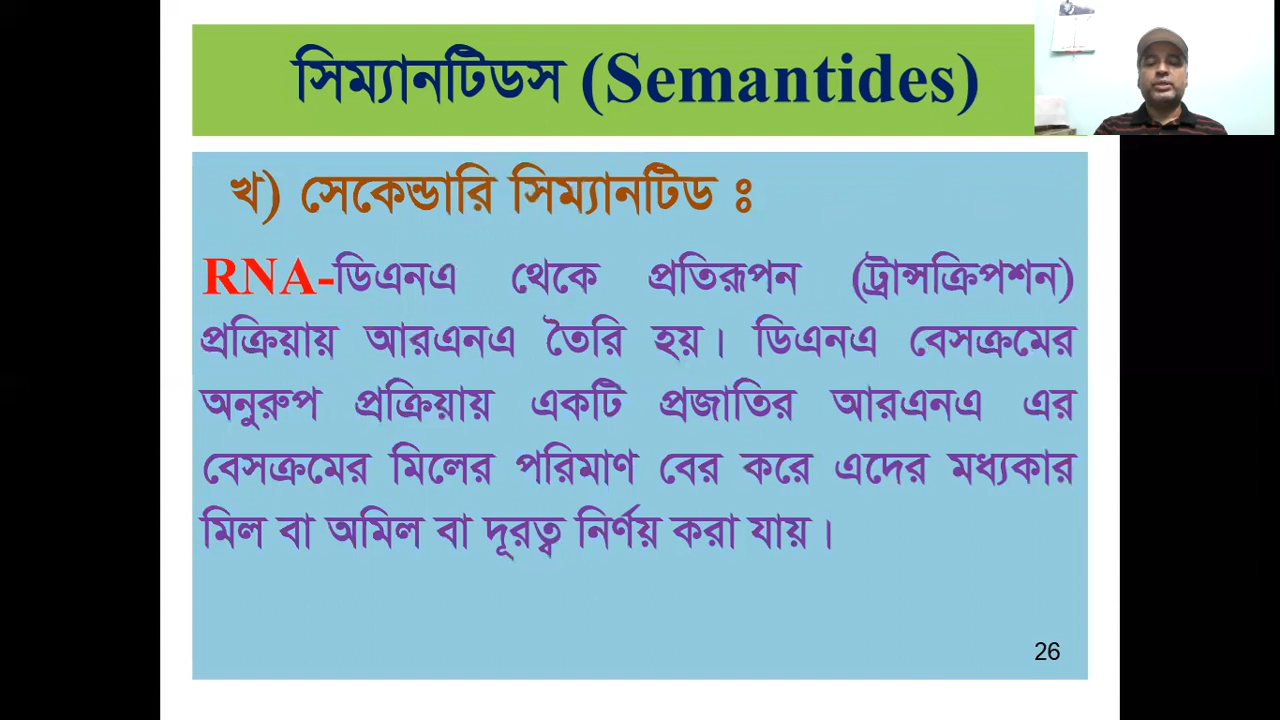 সিম্যানটিডস (Semantides)
খ) সেকেন্ডারি সিম্যানটিড ঃ
RNA-ডিএনএ থেকে প্রতিরূপন (ট্রান্সক্রিপশন)
প্রক্রিয়ায় আরএনএ তৈরি হয়। ডিএনএ বেসক্রমের
অনুরুপ প্রক্রিয়ায় একটি প্রজাতির আরএনএ এর
বেসক্রমের মিলের পরিমাণ বের করে এদের মধ্যকার
মিল বা অমিল বা দূরত্ব নির্ণয় করা যায়।
26